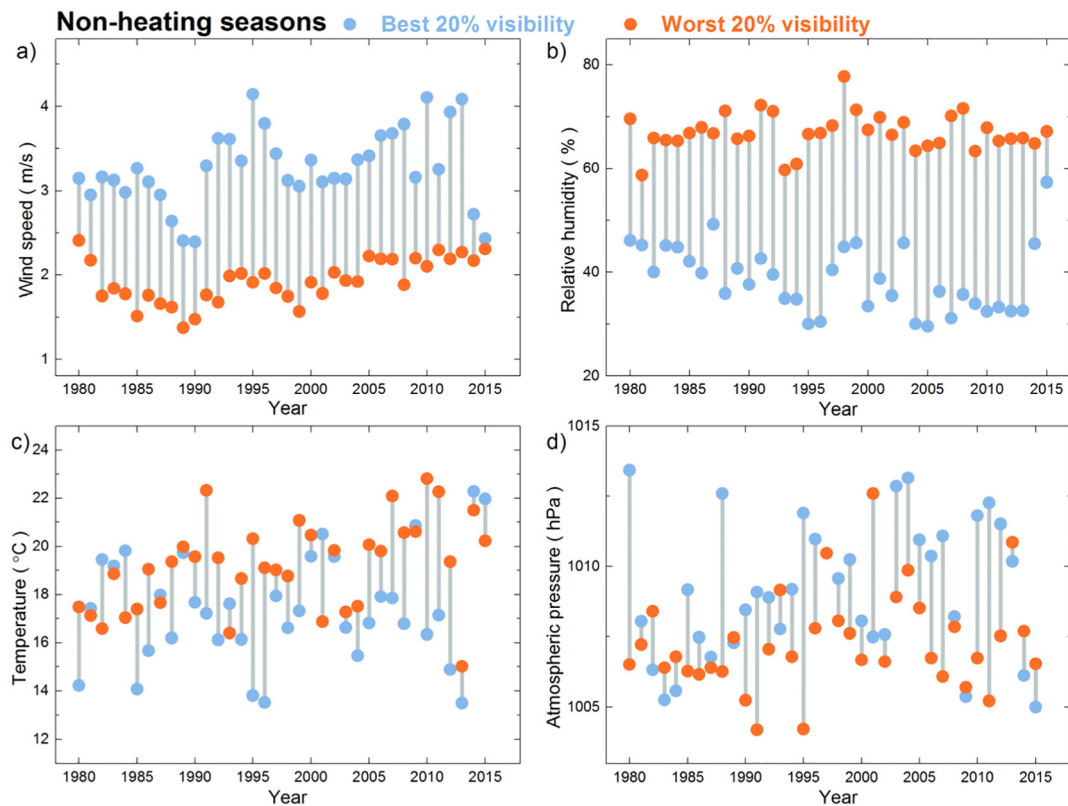 Non-heating seasons Best 20% visibility Worst 20% visibility
a)
Wind speed ( m/s )
4
3
2
1
1980 1985 1990 1995 2000 2005 2010 2015
Year
b)
Relative humidity ( % )
80
60
40
20
1980 1985 1990 1995 2000 2005 2010 2015
Year
c)
Temperature ( °C )
24
22
20
18
16
14
12
1980 1985 1990 1995 2000 2005 2010 2015
Year
d)
Atmospheric pressure ( hPa )
1015
1010
1005
1980 1985 1990 1995 2000 2005 2010 2015
Year